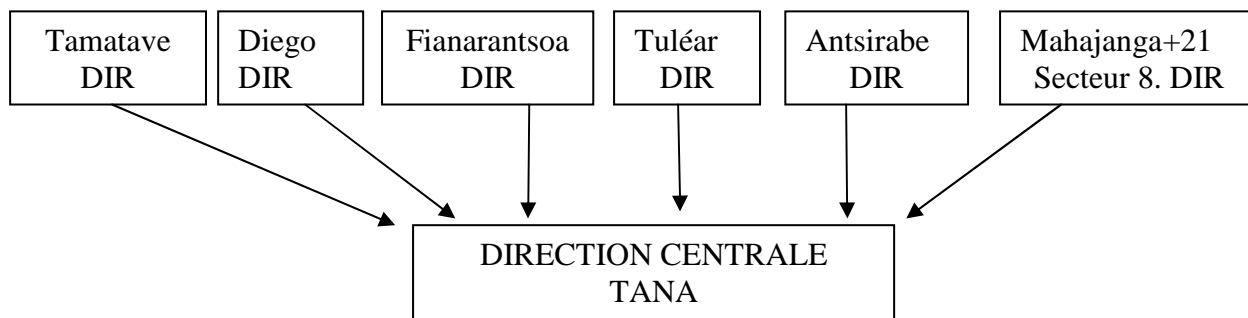 Tamatave
DIR
Diego
DIR
Fianarantsoa
DIR
Tuléar
DIR
Antsirabe
DIR
Mahajanga+21
Secteur 8. DIR
DIRECTION CENTRALE
TANA